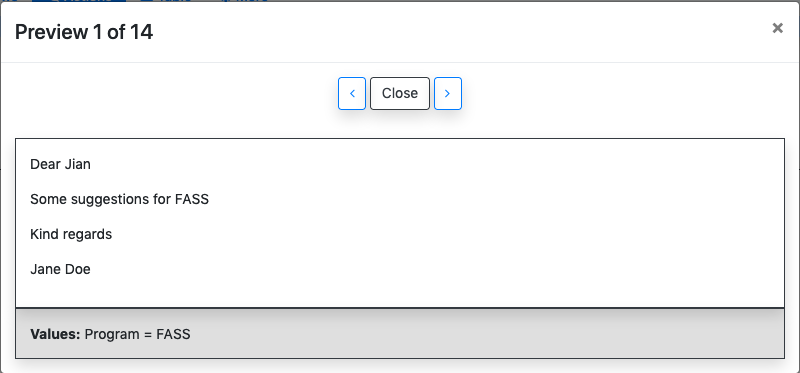 Preview 1 of 14
×
< Close >
Dear Jian
Some suggestions for FASS
Kind regards
Jane Doe
Values: Program = FASS